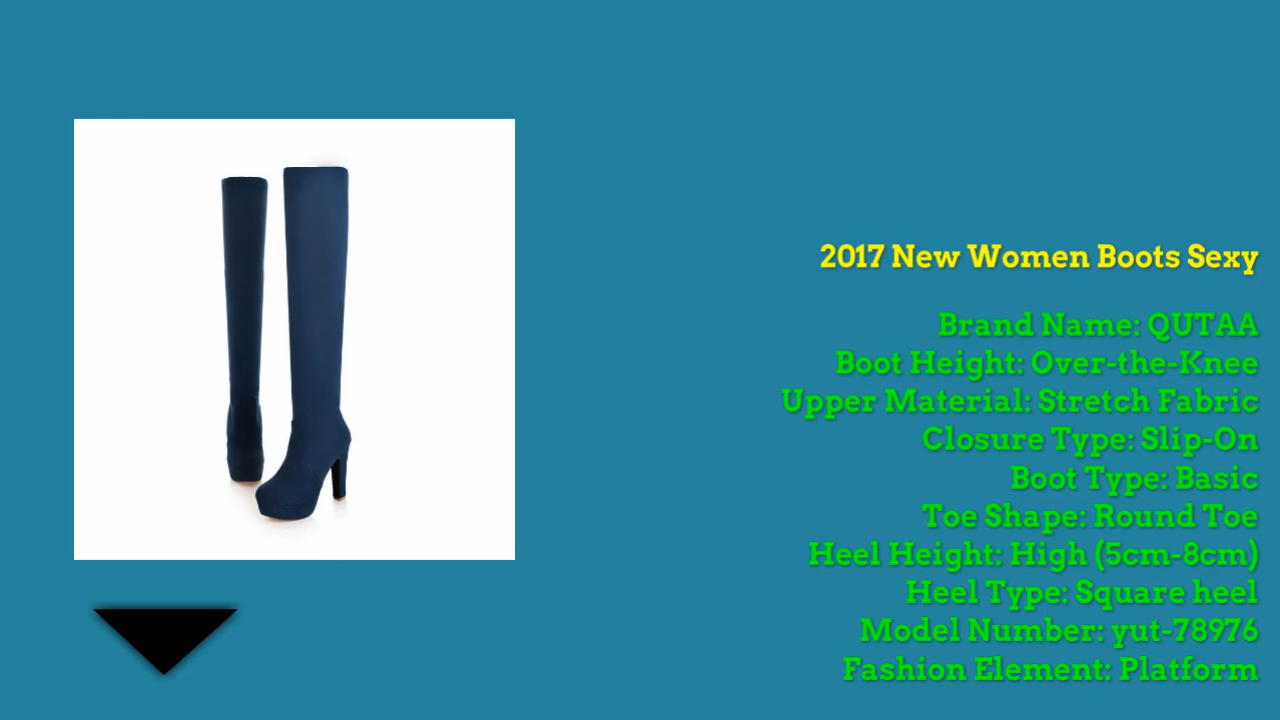 2017 New Women Boots Sexy
Brand Name: QUTAA
Boot Height: Over-the-Knee
Upper Material: Stretch Fabric
Closure Type: Slip-On
Boot Type: Basic
Toe Shape: Round Toe
Heel Height: High (5cm-8cm)
Heel Type: Square heel
Model Number: yut-78976
Fashion Element: Platform